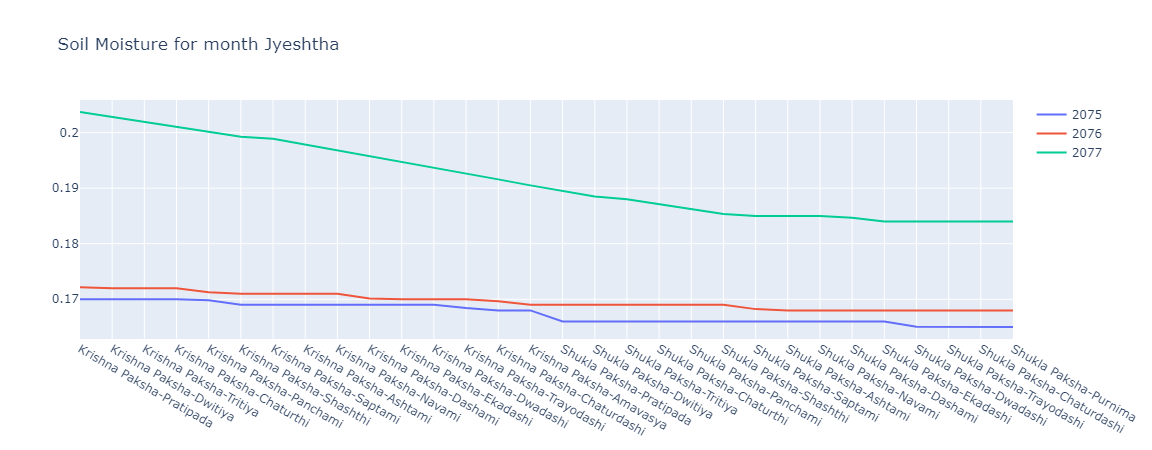 Soil Moisture for month Jyeshtha
2075
2076
2077
0.2
0.19
0.18
0.17
Krishna Paksha-Pratipada
Krishna Paksha-Dwitiya
Krishna Paksha-Tritiya
Krishna Paksha-Chaturthi
Krishna Paksha-Panchami
Krishna Paksha-Shashthi
Krishna Paksha-Saptami
Krishna Paksha-Ashtami
Krishna Paksha-Navami
Krishna Paksha-Dashami
Krishna Paksha-Ekadashi
Krishna Paksha-Dwadashi
Krishna Paksha-Trayodashi
Krishna Paksha-Chaturdashi
Krishna Paksha-Amavasya
Shukla Paksha-Pratipada
Shukla Paksha-Dwitiya
Shukla Paksha-Tritiya
Shukla Paksha-Chaturthi
Shukla Paksha-Panchami
Shukla Paksha-Shashthi
Shukla Paksha-Saptami
Shukla Paksha-Ashtami
Shukla Paksha-Navami
Shukla Paksha-Dashami
Shukla Paksha-Ekadashi
Shukla Paksha-Dwadashi
Shukla Paksha-Trayodashi
Shukla Paksha-Chaturdashi
Shukla Paksha-Purnima